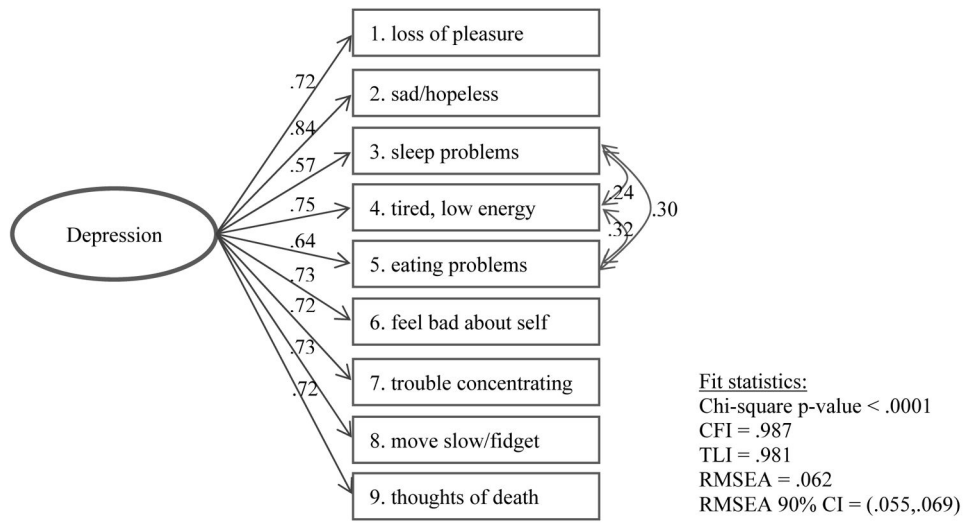 1. loss of pleasure
.72
2. sad/hopeless
.84
3. sleep problems
.57
.24
.75
4. tired, low energy
.30
.32
.64
Depression
5. eating problems
.73
6. feel bad about self
.72
.73
7. trouble concentrating
.72
8. move slow/fidget
9. thoughts of death
Fit statistics:
Chi-square p-value < .0001
CFI = .987
TLI = .981
RMSEA = .062
RMSEA 90% CI = (.055,.069)